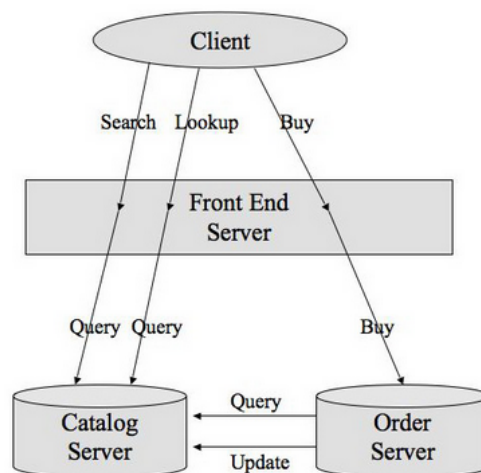 Client
Search
Lookup
Buy
Front End
Server
Query
Query
Buy
Catalog
Server
Query
Update
Order
Server